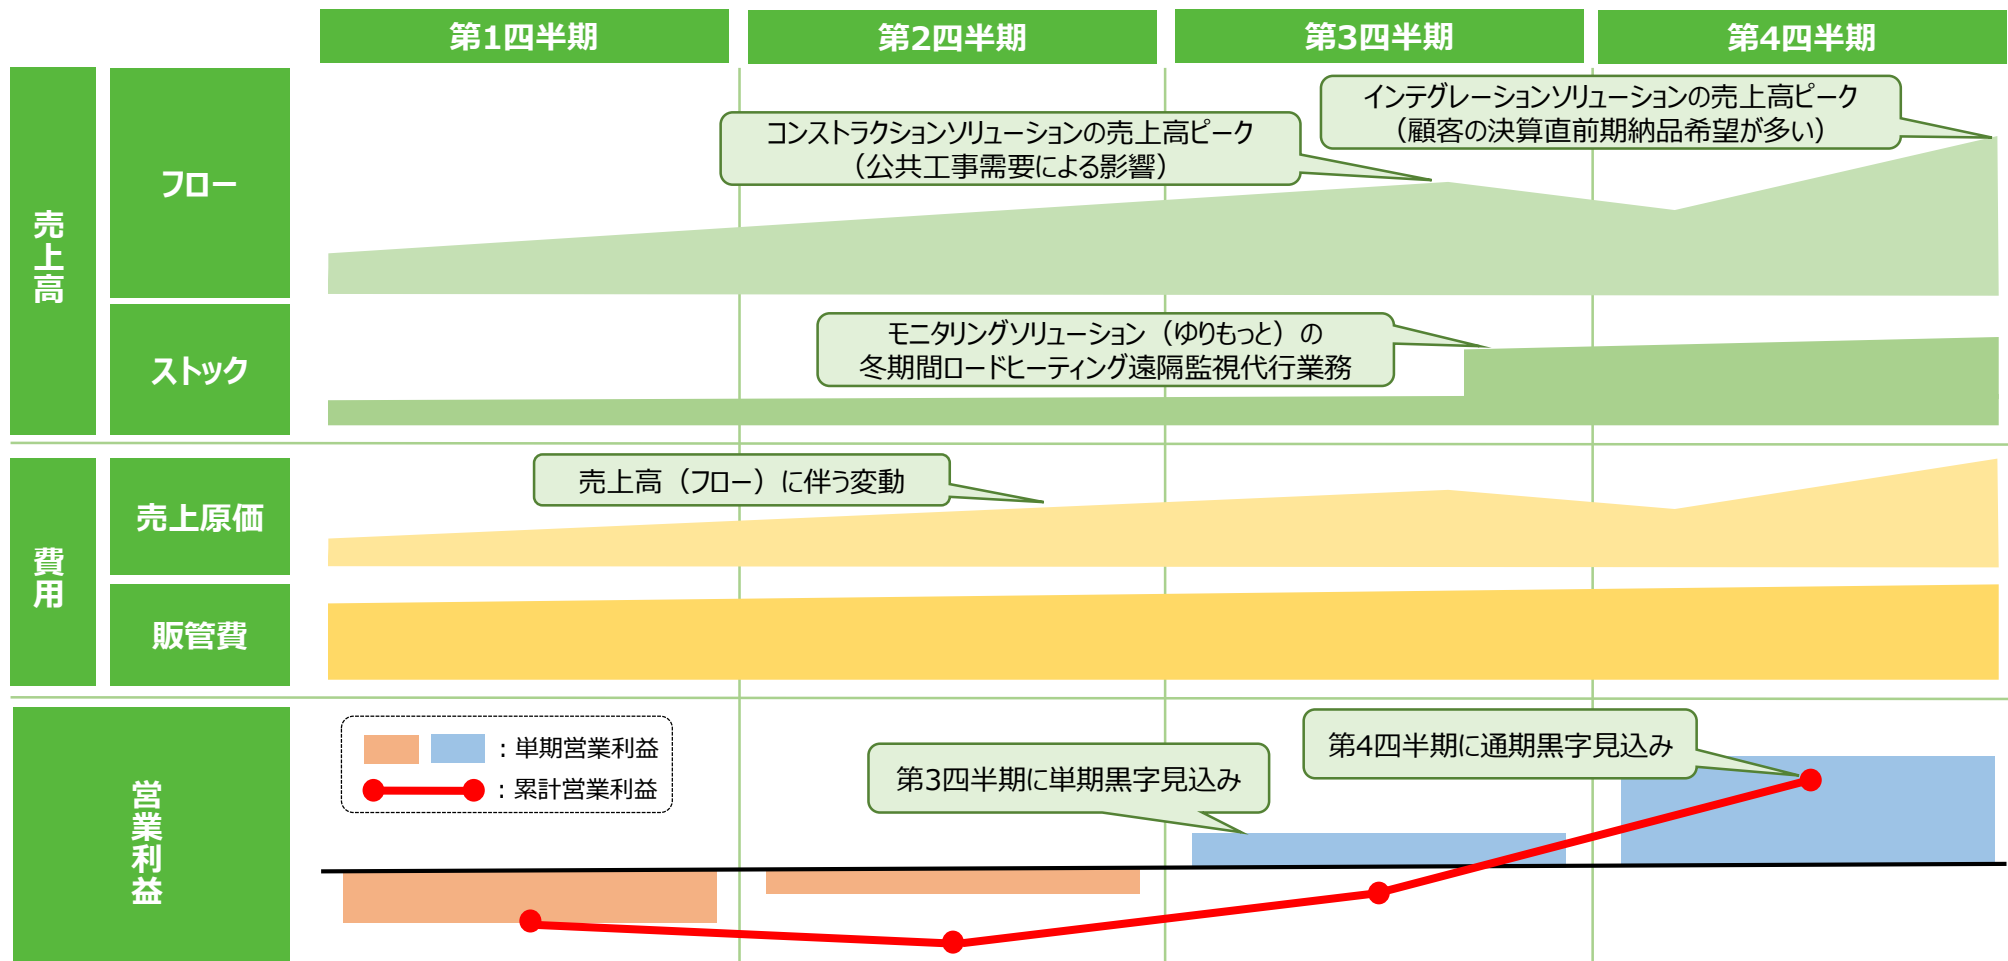 第1四半期
第2四半期
第3四半期
第4四半期
売上高
フロー
コンストラクションソリューションの売上高ピーク
（公共工事需要による影響）
インテグレーションソリューションの売上高ピーク
（顧客の決算直前期納品希望が多い）
ストック
モニタリングソリューション（ゆりもっと）の
冬期間ロードヒーティング遠隔監視代行業務
費用
売上原価
売上高（フロー）に伴う変動
販管費
営業利益
：単期営業利益
：累計営業利益
第3四半期に単期黒字見込み
第4四半期に通期黒字見込み